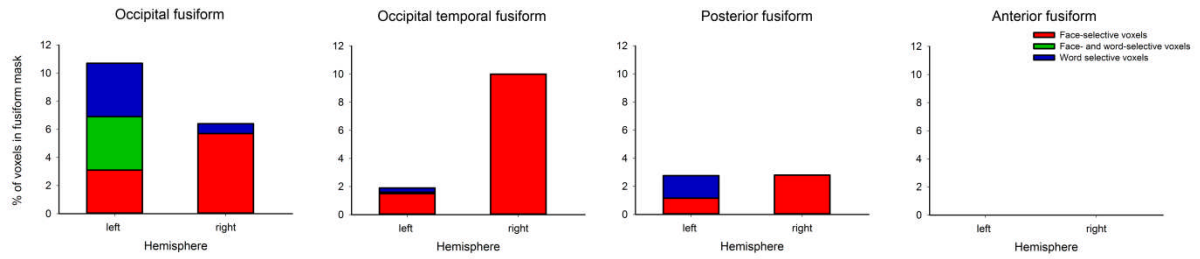 Occipital fusiform
Occipital temporal fusiform
Posterior fusiform
Anterior fusiform
Face-selective voxels
Face- and word-selective voxels
Word selective voxels
% of voxels in fusiform mask
12
10
8
6
4
2
0
left
right
Hemisphere
12
10
8
6
4
2
0
left
right
Hemisphere
12
10
8
6
4
2
0
left
right
Hemisphere
12
10
8
6
4
2
0
left
right
Hemisphere